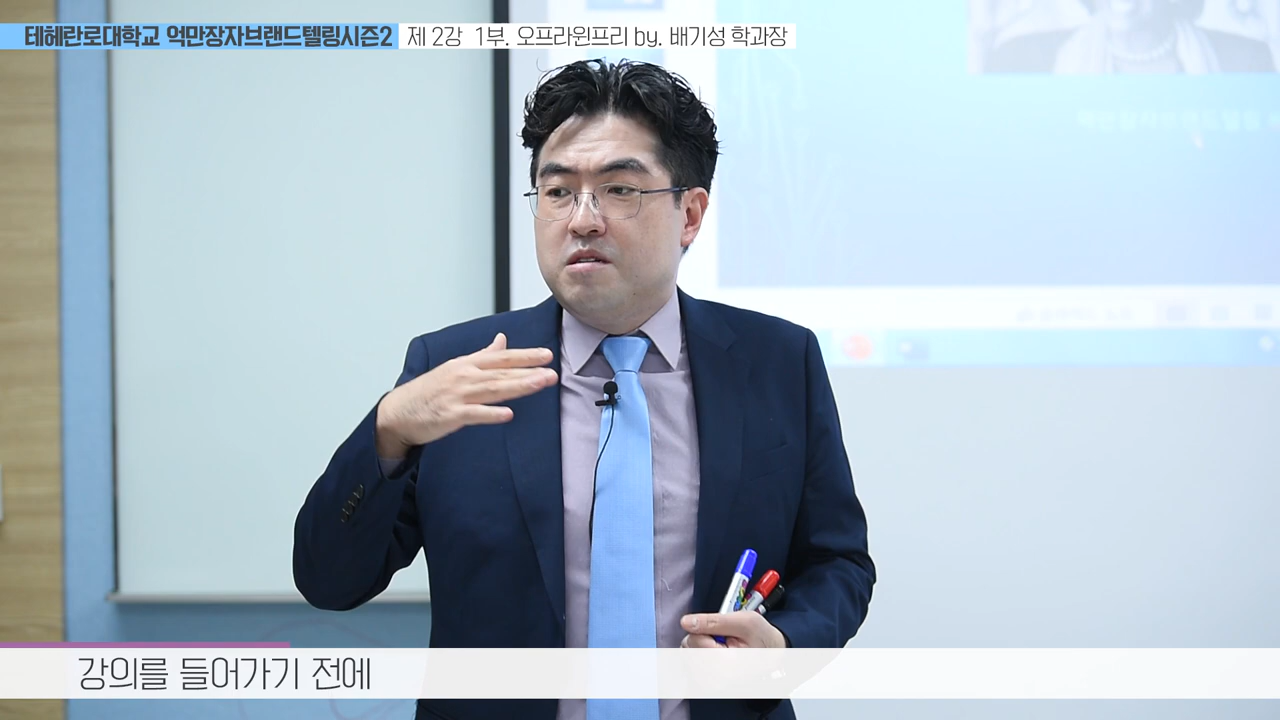 테헤란로대학교 억만장자브랜드텔링시즌2 제 2강 1부. 오프라윈프리 by. 배기성 학과장
강의를 들어가기 전에